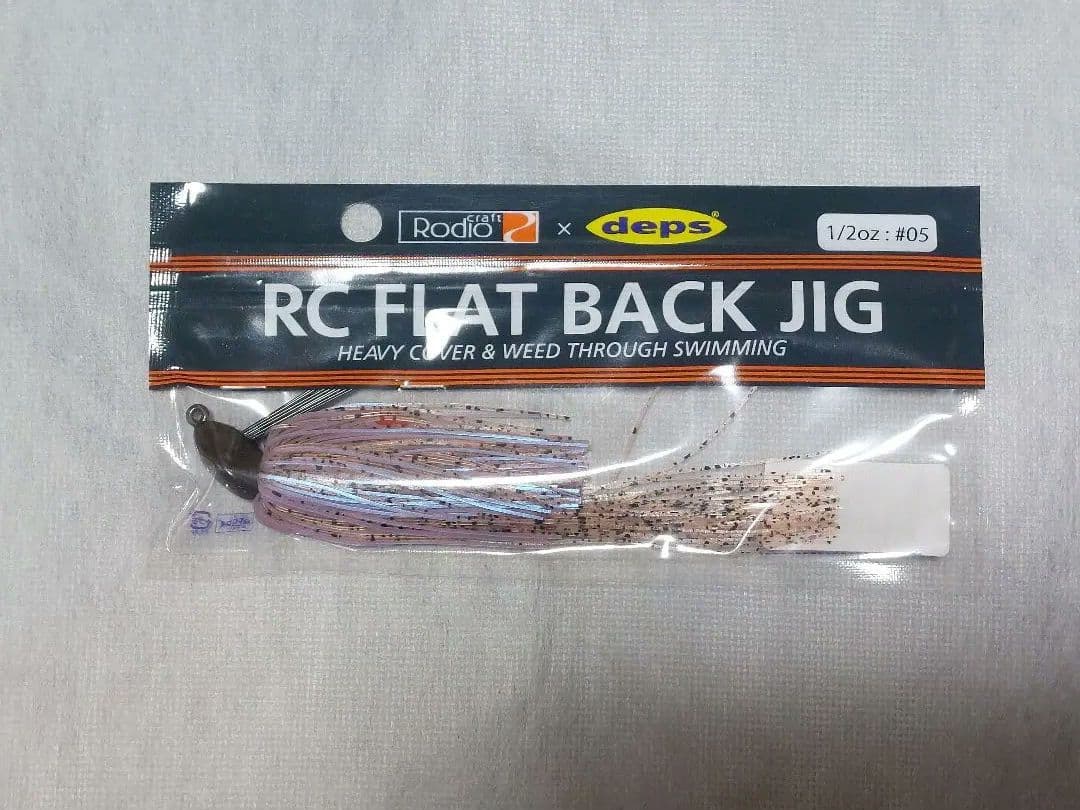 Rodio craft × deps®
1/2oz : #05
RC FLAT BACK JIG
HEAVY COVER & WEED THROUGH SWIMMING